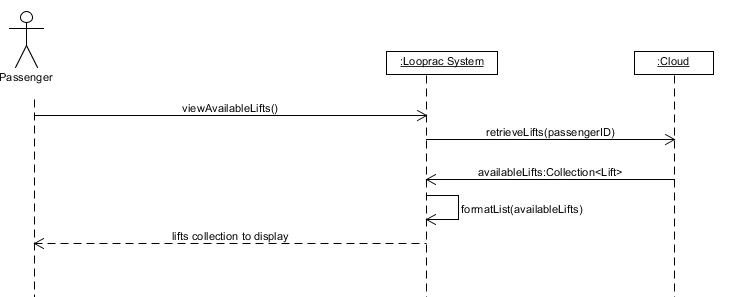 Passenger
:Looprac System
:Cloud
viewAvailableLifts()
retrieveLifts(passengerID)
availableLifts:Collection<Lift>
formatList(availableLifts)
lifts collection to display